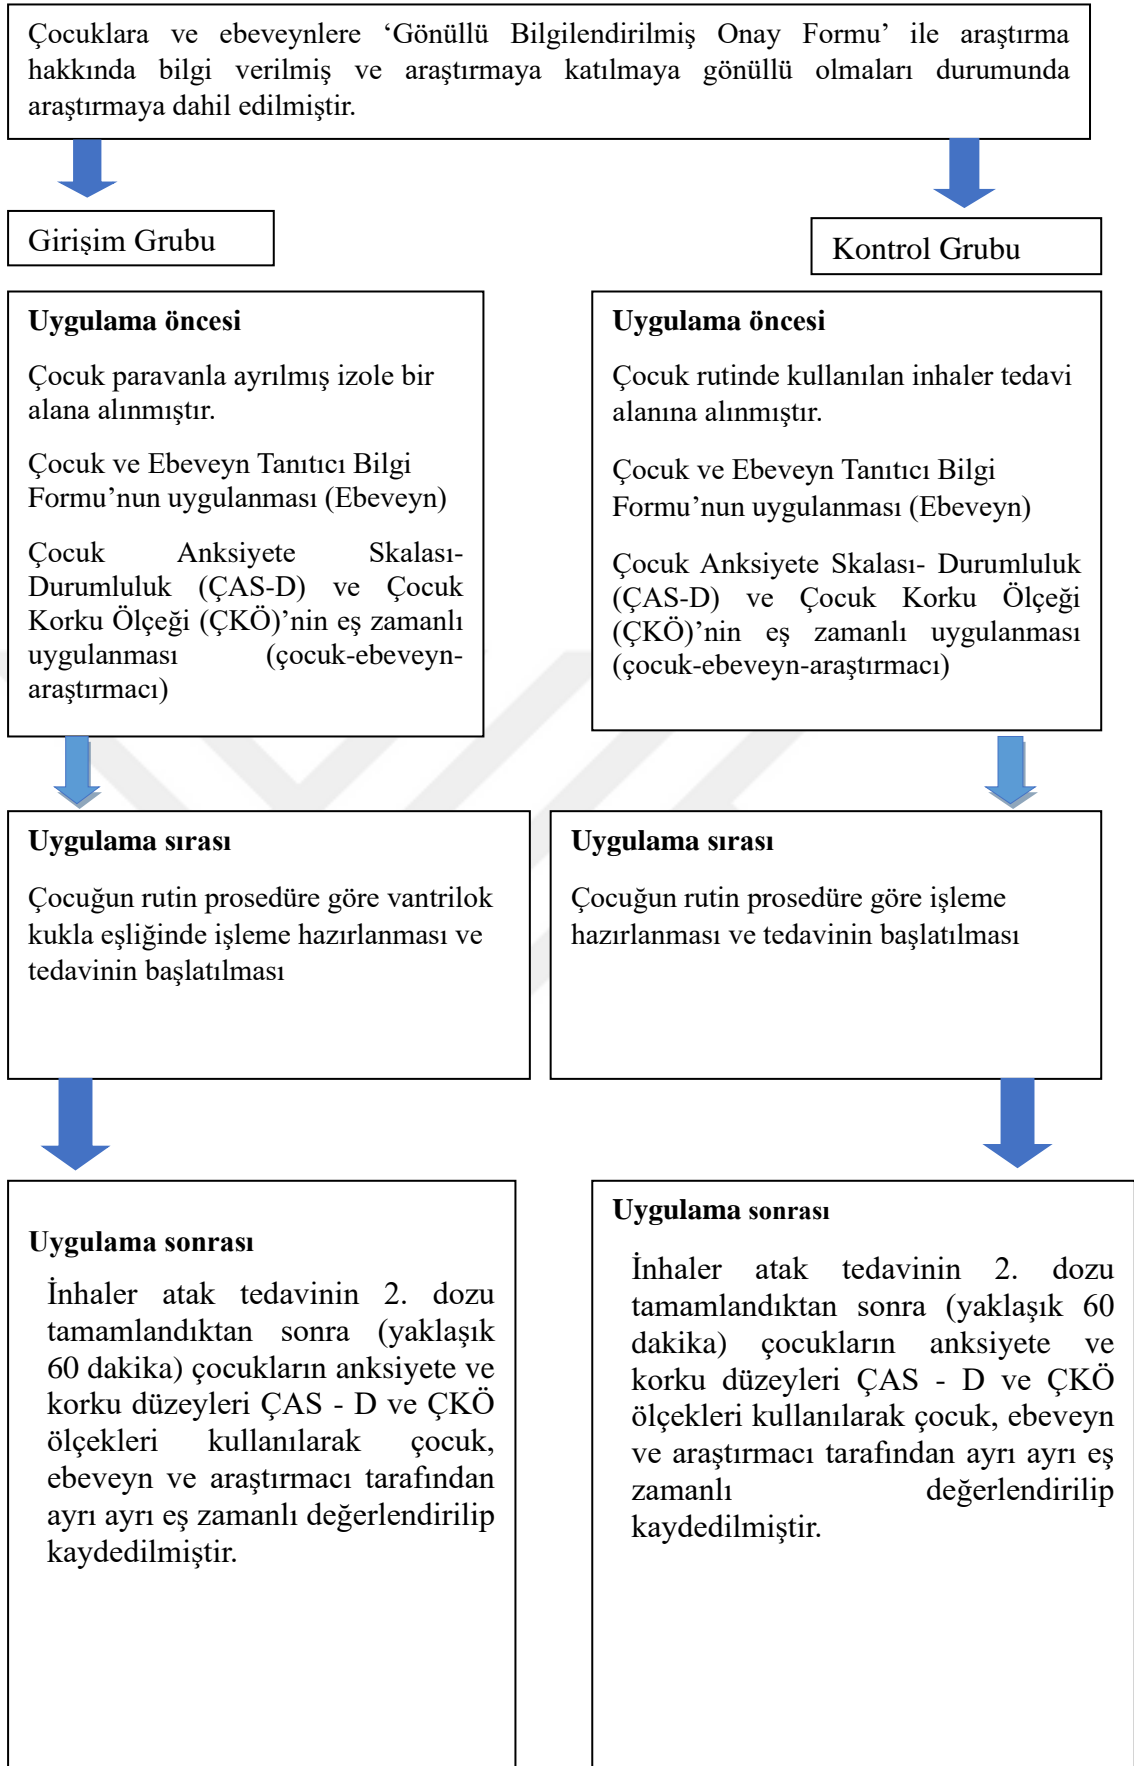 Çocuklara ve ebeveynlere ‘Gönüllü Bilgilendirilmiş Onay Formu’ ile araştırma
hakkında bilgi verilmiş ve araştırmaya katılmaya gönüllü olmaları durumunda
araştırmaya dahil edilmiştir.
Girişim Grubu
Kontrol Grubu
Uygulama öncesi
Çocuk paravanla ayrılmış izole bir
alana alınmıştır.
Çocuk ve Ebeveyn Tanıtıcı Bilgi
Formu’nun uygulanması (Ebeveyn)
Çocuk Anksiyete Skalası-
Durumluluk (ÇAS-D) ve Çocuk
Korku Ölçeği (ÇKÖ)’nin eş zamanlı
uygulanması (çocuk-ebeveyn-
araştırmacı)
Uygulama öncesi
Çocuk rutinde kullanılan inhaler tedavi
alanına alınmıştır.
Çocuk ve Ebeveyn Tanıtıcı Bilgi
Formu’nun uygulanması (Ebeveyn)
Çocuk Anksiyete Skalası- Durumluluk
(ÇAS-D) ve Çocuk Korku Ölçeği
(ÇKÖ)’nin eş zamanlı uygulanması
(çocuk-ebeveyn-araştırmacı)
Uygulama sırası
Çocuğun rutin prosedüre göre vantrilok
kukla eşliğinde işleme hazırlanması ve
tedavinin başlatılması
Uygulama sırası
Çocuğun rutin prosedüre göre işleme
hazırlanması ve tedavinin başlatılması
Uygulama sonrası
İnhaler atak tedavinin 2. dozu
tamamlandıktan sonra (yaklaşık
60 dakika) çocukların anksiyete ve
korku düzeyleri ÇAS - D ve ÇKÖ
ölçekleri kullanılarak çocuk,
ebeveyn ve araştırmacı tarafından
ayrı ayrı eş zamanlı değerlendirilip
kaydedilmiştir.
Uygulama sonrası
İnhaler atak tedavinin 2. dozu
tamamlandıktan sonra (yaklaşık 60
dakika) çocukların anksiyete ve
korku düzeyleri ÇAS - D ve ÇKÖ
ölçekleri kullanılarak çocuk, ebeveyn
ve araştırmacı tarafından ayrı ayrı eş
zamanlı değerlendirilip
kaydedilmiştir.